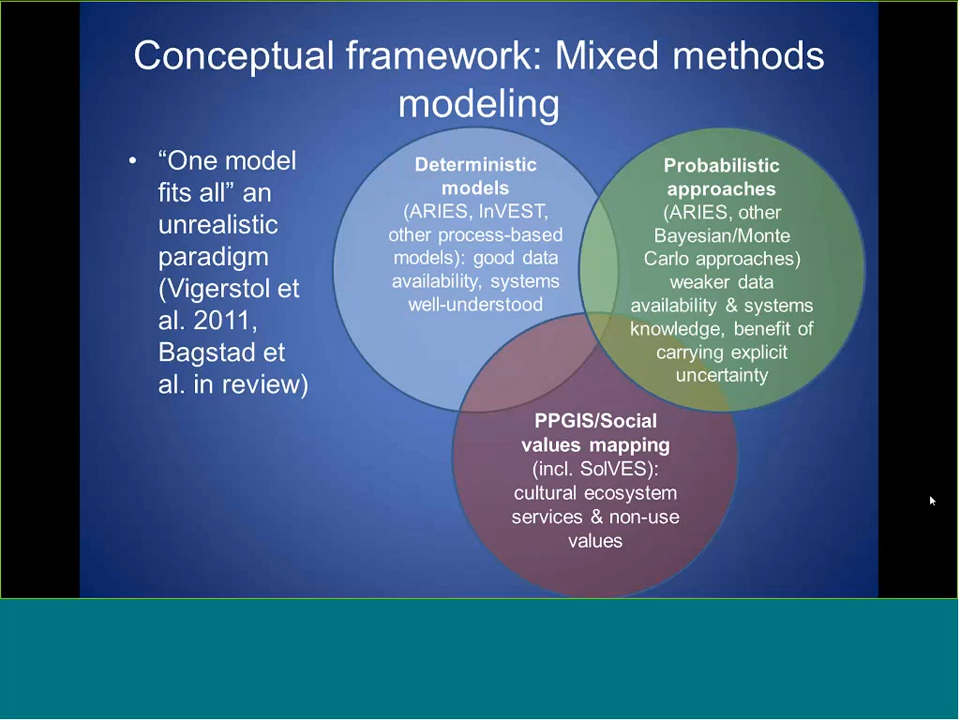 Conceptual framework: Mixed methods
modeling
• “One model
fits all” an
unrealistic
paradigm
(Vigerstol et
al. 2011,
Bagstad et
al. in review)
Deterministic
models
(ARIES, InVEST,
other process-based
models): good data
availability, systems
well-understood
Probabilistic
approaches
(ARIES, other
Bayesian/Monte
Carlo approaches)
weaker data
availability & systems
knowledge, benefit of
carrying explicit
uncertainty
PPGIS/Social
values mapping
(incl. SolVES):
cultural ecosystem
services & non-use
values